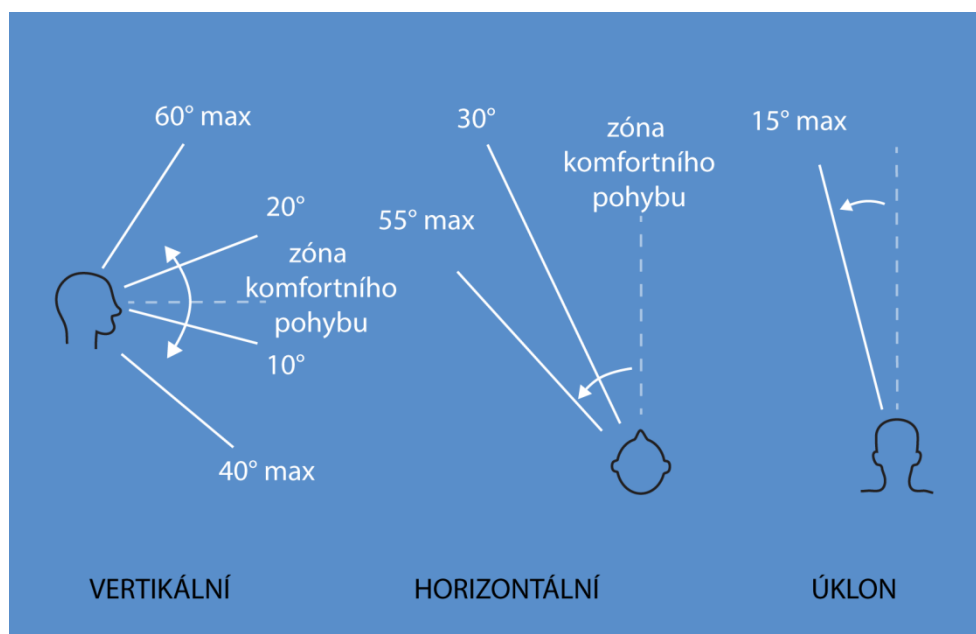 60° max
20°
zóna
komfortního
pohybu
10°
40° max
VERTIKÁLNÍ
30°
zóna
komfortního
pohybu
55° max
HORIZONTÁLNÍ
15° max
ÚKLON